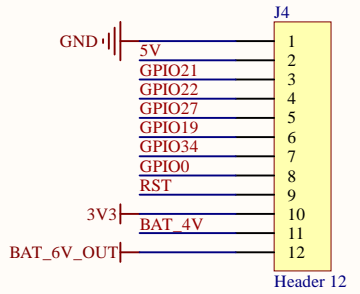 J4
GND 1
5V 2
GPIO21 3
GPIO22 4
GPIO27 5
GPIO19 6
GPIO34 7
GPIO0 8
RST 9
3V3 10
BAT_4V 11
BAT_6V_OUT 12
Header 12